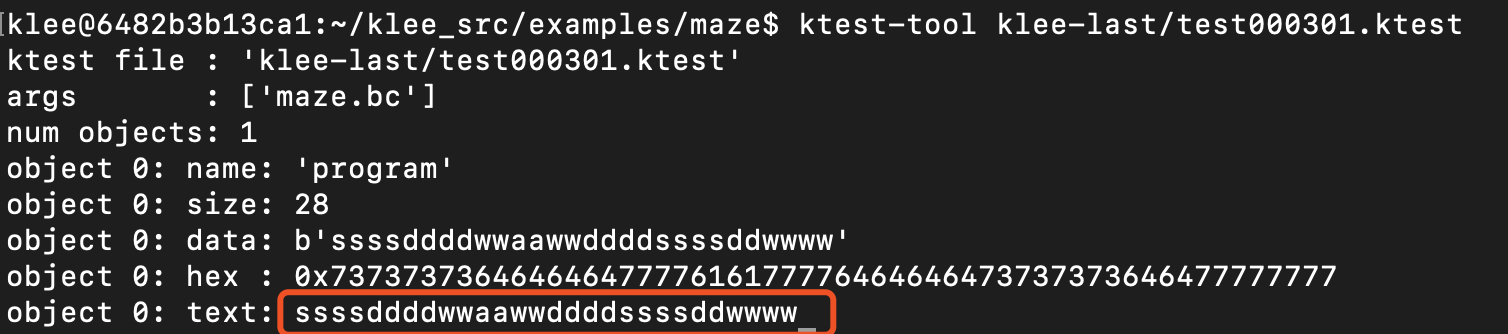 [klee@6482b3b13ca1:~/klee_src/examples/maze$ ktest-tool klee-last/test000301.ktest
ktest file : 'klee-last/test000301.ktest'
args       : ['maze.bc']
num objects: 1
object 0: name: 'program'
object 0: size: 28
object 0: data: b'ssssddddwwaawwddddssssddwwww'
object 0: hex : 0x73737373646464647777616177776464646473737373646477777777
object 0: text: ssssddddwwaawwddddssssddwwww